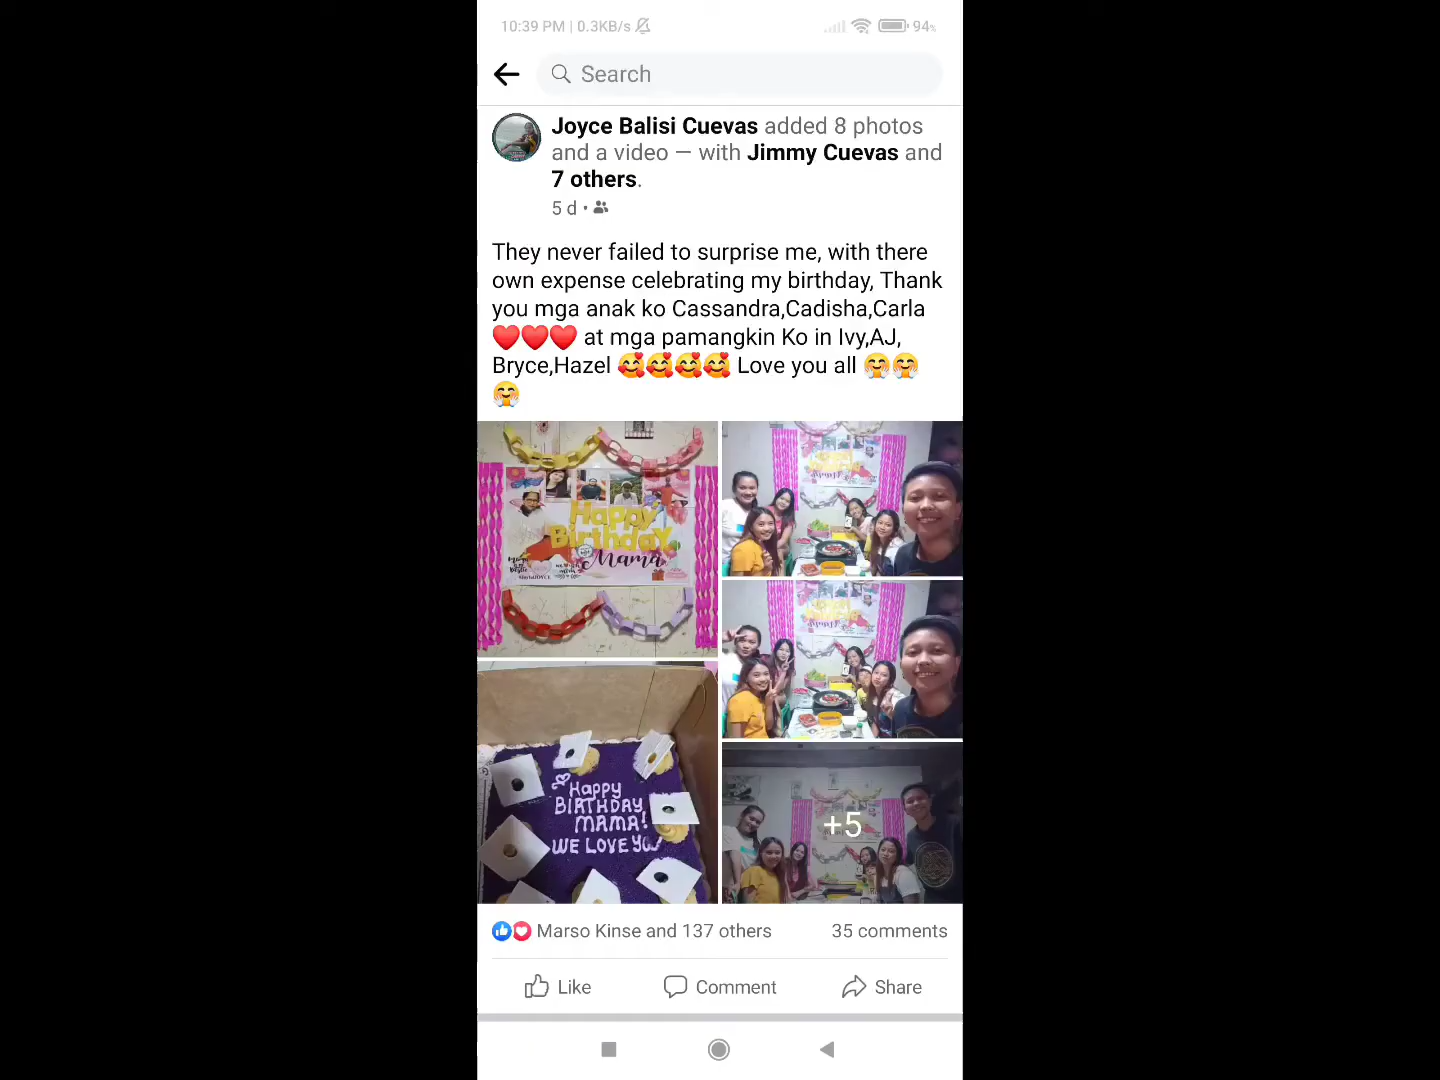 10:39 PM | 0.3KB/s
94%
Search
Joyce Balisi Cuevas added 8 photos
and a video — with Jimmy Cuevas and
7 others.
5 d
They never failed to surprise me, with there
own expense celebrating my birthday, Thank
you mga anak ko Cassandra,Cadisha,Carla
❤️❤️❤️ at mga pamangkin Ko in Ivy,AJ,
Bryce,Hazel 🥰🥰🥰🥰 Love you all 🤗🤗
🤗
Happy
Birthday
Mama
Happy
BIRTHDAY
MAMA!
WE LOVE YOU
+5
Marso Kinse and 137 others
35 comments
Like
Comment
Share